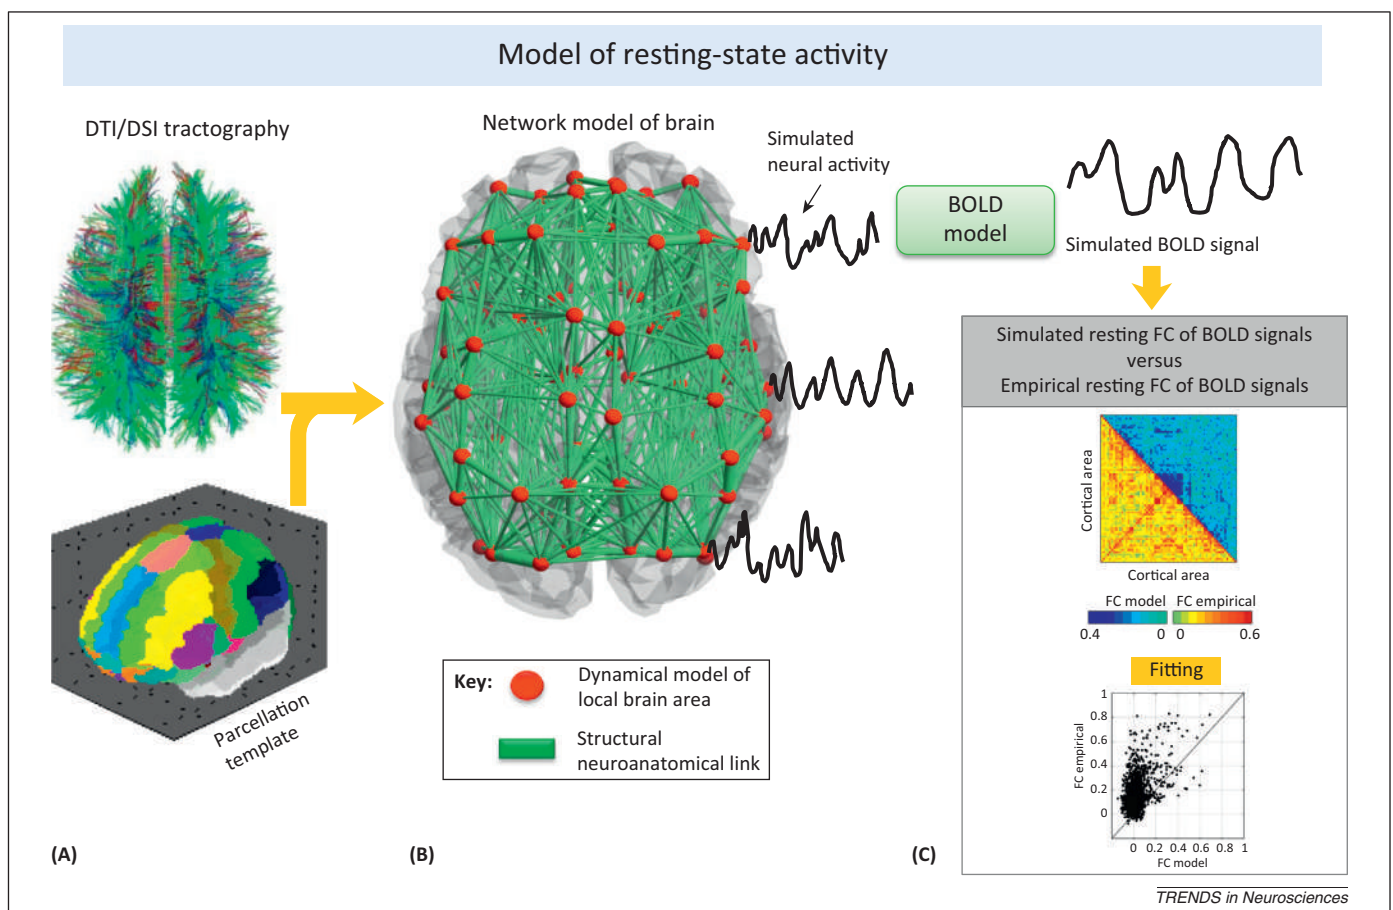 Model of resting-state activity
DTI/DSI tractography
Parcellation
template
(A)
Network model of brain
Simulated
neural activity
Key:
Dynamical model of
local brain area
Structural
neuroanatomical link
(B)
BOLD
model
Simulated BOLD signal
Simulated resting FC of BOLD signals
versus
Empirical resting FC of BOLD signals
Cortical area
Cortical area
FC model FC empirical
0.4 0 0 0.6
Fitting
FC empirical
1
0.8
0.6
0.4
0.2
0
0 0.2 0.4 0.6 0.8 1
FC model
(C)
TRENDS in Neurosciences